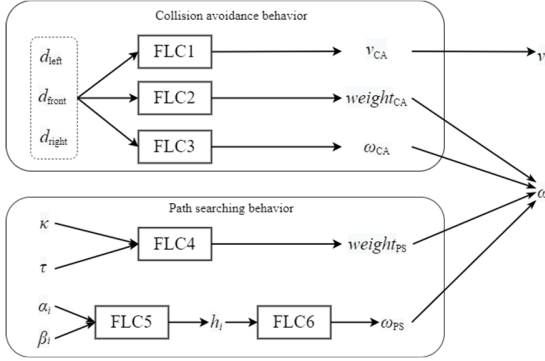 Collision avoidance behavior
d_left
d_front
d_right
FLC1
v_CA
v
FLC2
weight_CA
FLC3
ω_CA
ω
Path searching behavior
κ
τ
FLC4
weight_PS
α_i
β_i
FLC5
h_i
FLC6
ω_PS